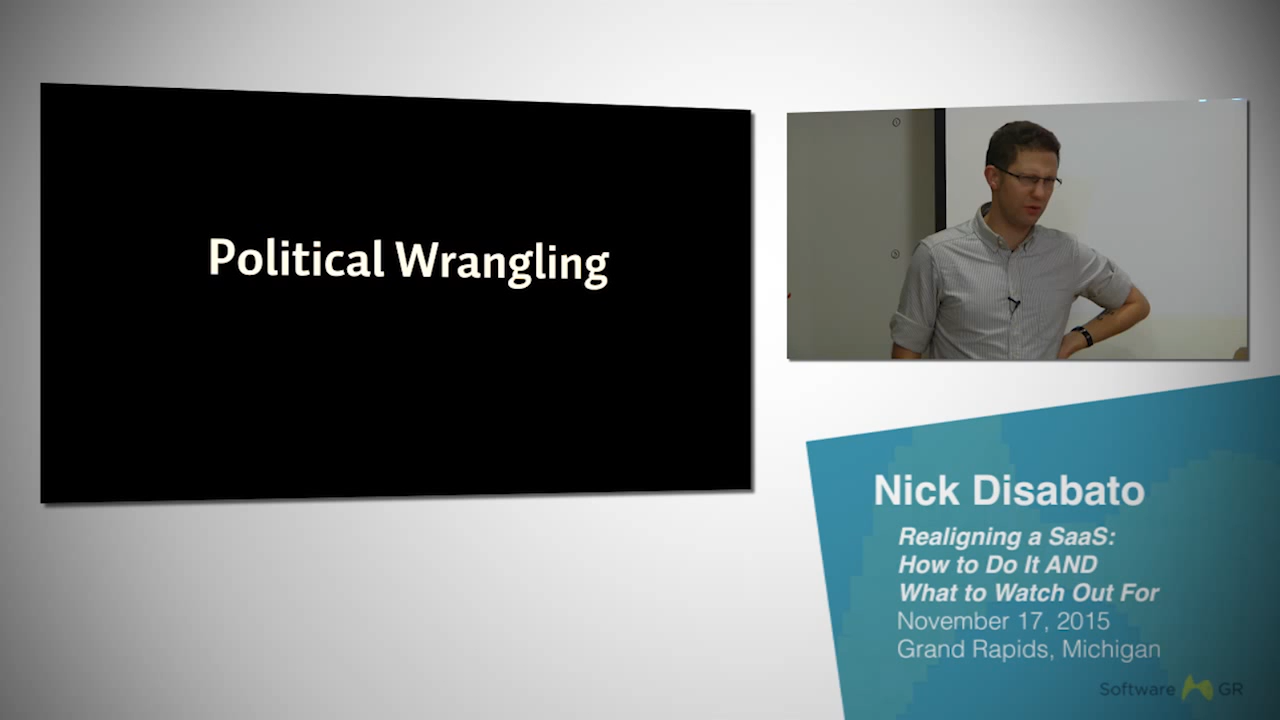 Political Wrangling
Nick Disabato
Realigning a SaaS:
How to Do It AND
What to Watch Out For
November 17, 2015
Grand Rapids, Michigan
Software GR